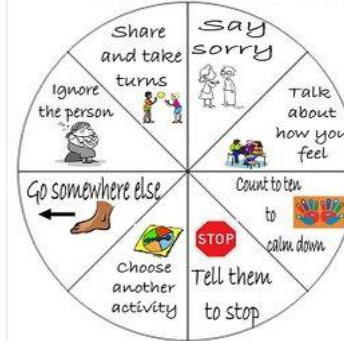 Say
sorry
Talk
about
how you
feel
Count to ten
to
calm down
STOP
Tell them
to stop
Choose
another
activity
Go somewhere else
Ignore
the person
Share
and take
turns